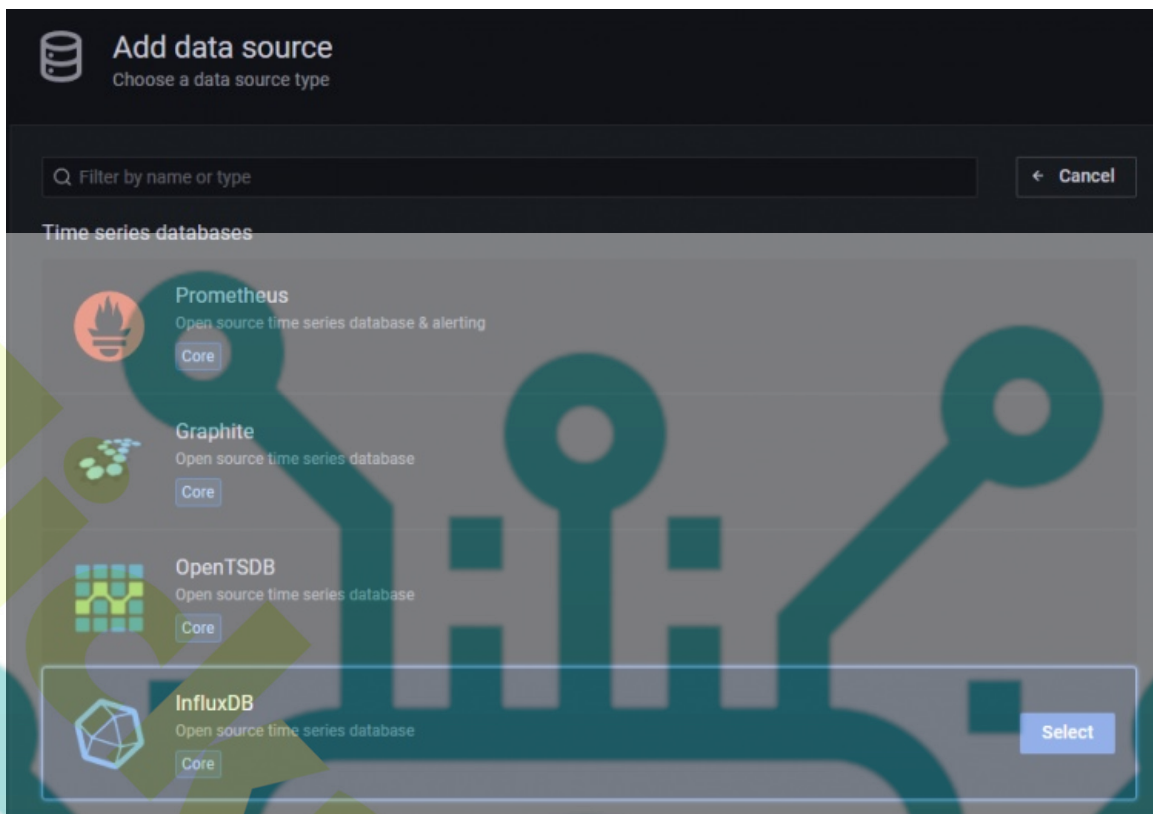 Add data source
Choose a data source type
Filter by name or type
← Cancel
Time series databases
Prometheus
Open source time series database & alerting
Core
Graphite
Open source time series database
Core
OpenTSDB
Open source time series database
Core
InfluxDB
Open source time series database
Core
Select